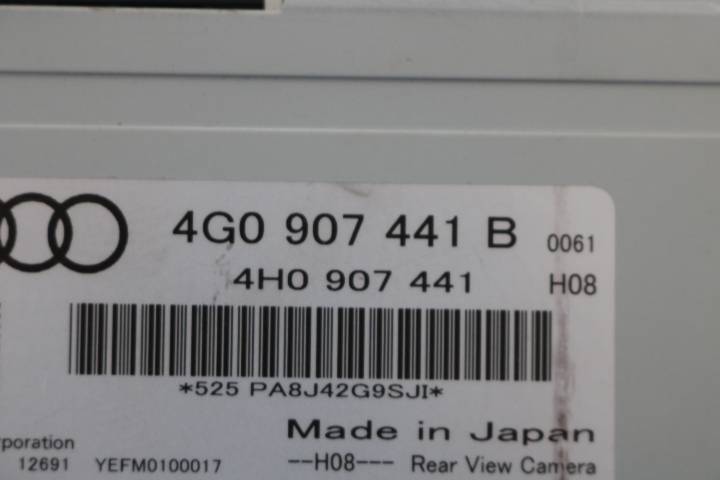 4G0 907 441 B 0061
4H0 907 441 H08
*525 PA8J42G9SJI*
Made in Japan
poration
12691 YEFM0100017 --H08--- Rear View Camera